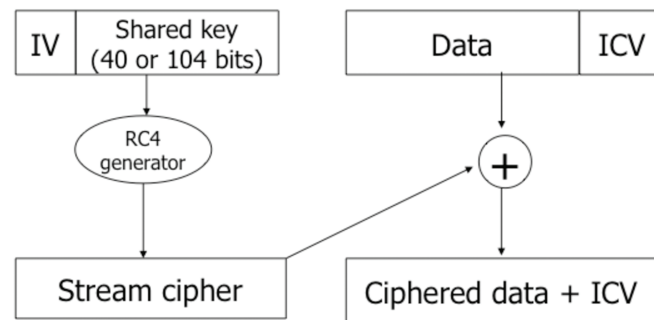 IV
Shared key
(40 or 104 bits)
Data
ICV
RC4
generator
+
Stream cipher
Ciphered data + ICV